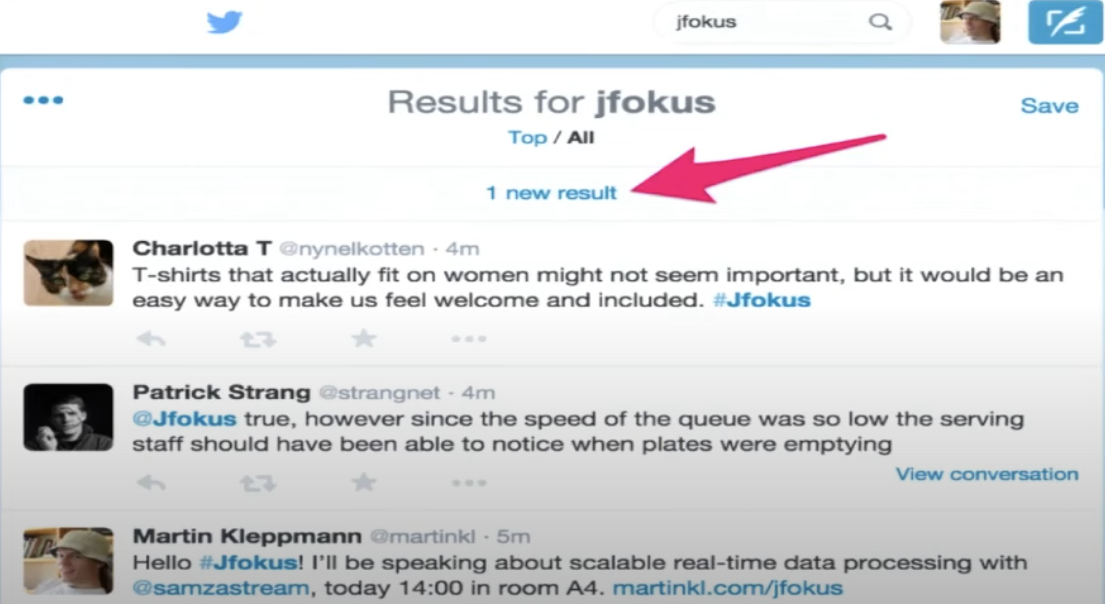 jfokus
Results for jfokus
Save
Top / All
1 new result
Charlotta T @nynelkotten · 4m
T-shirts that actually fit on women might not seem important, but it would be an
easy way to make us feel welcome and included. #Jfokus
Patrick Strang @strangnet · 4m
@Jfokus true, however since the speed of the queue was so low the serving
staff should have been able to notice when plates were emptying
View conversation
Martin Kleppmann @martinkl · 5m
Hello #Jfokus! I'll be speaking about scalable real-time data processing with
@samzastream, today 14:00 in room A4. martinkl.com/jfokus